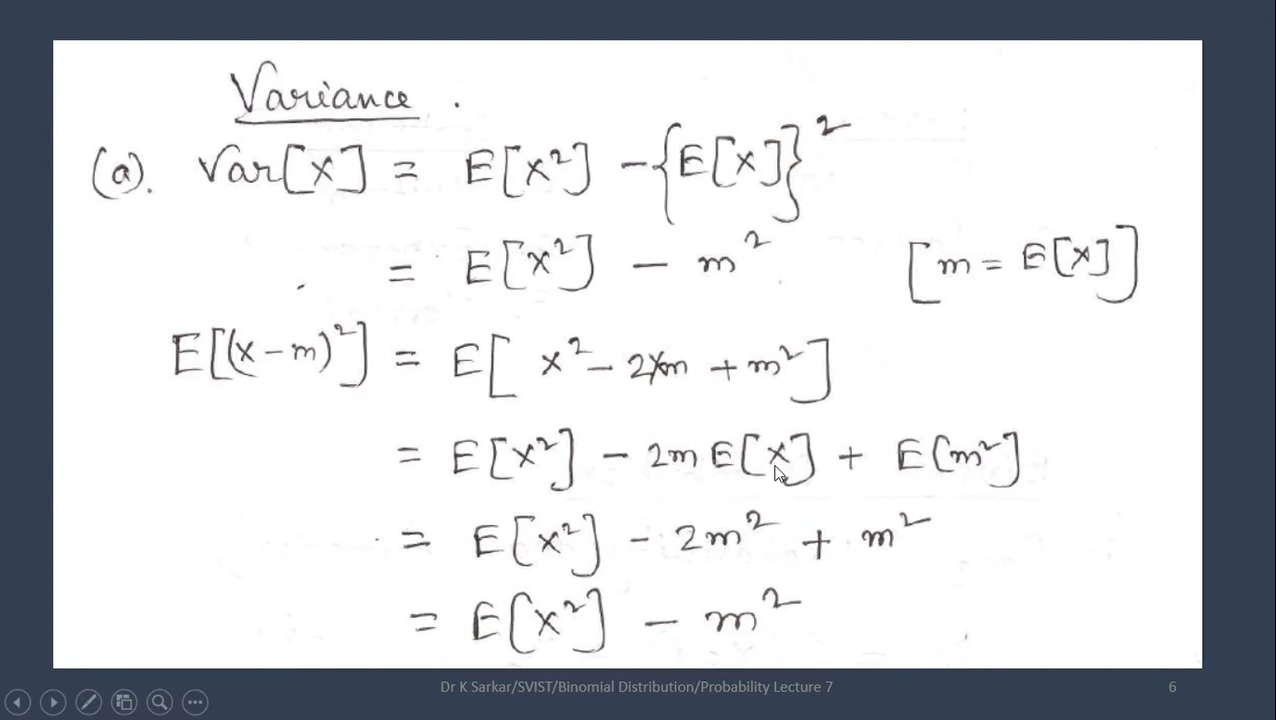 Variance.
(a). Var[X] = E[X²] - {E[X]}²
= E[X²] - m² [m = E[X]]
E[(X-m)²] = E[X² - 2Xm + m²]
= E[X²] - 2m E[X] + E[m²]
= E[X²] - 2m² + m²
= E[X²] - m²
Dr K Sarkar/SVIST/Binomial Distribution/Probability Lecture 7 6